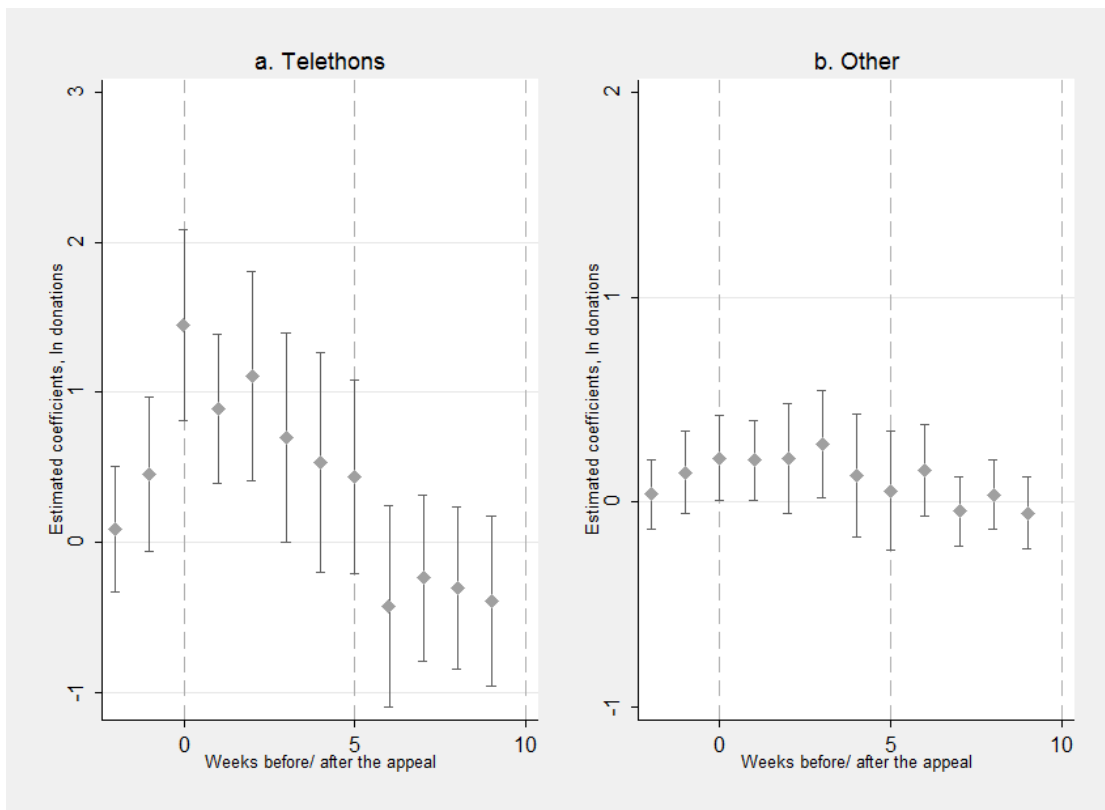 a. Telethons
3
2
1
0
-1
Estimated coefficients, ln donations
0 5 10
Weeks before/ after the appeal
b. Other
2
1
0
-1
Estimated coefficients, ln donations
0 5 10
Weeks before/ after the appeal